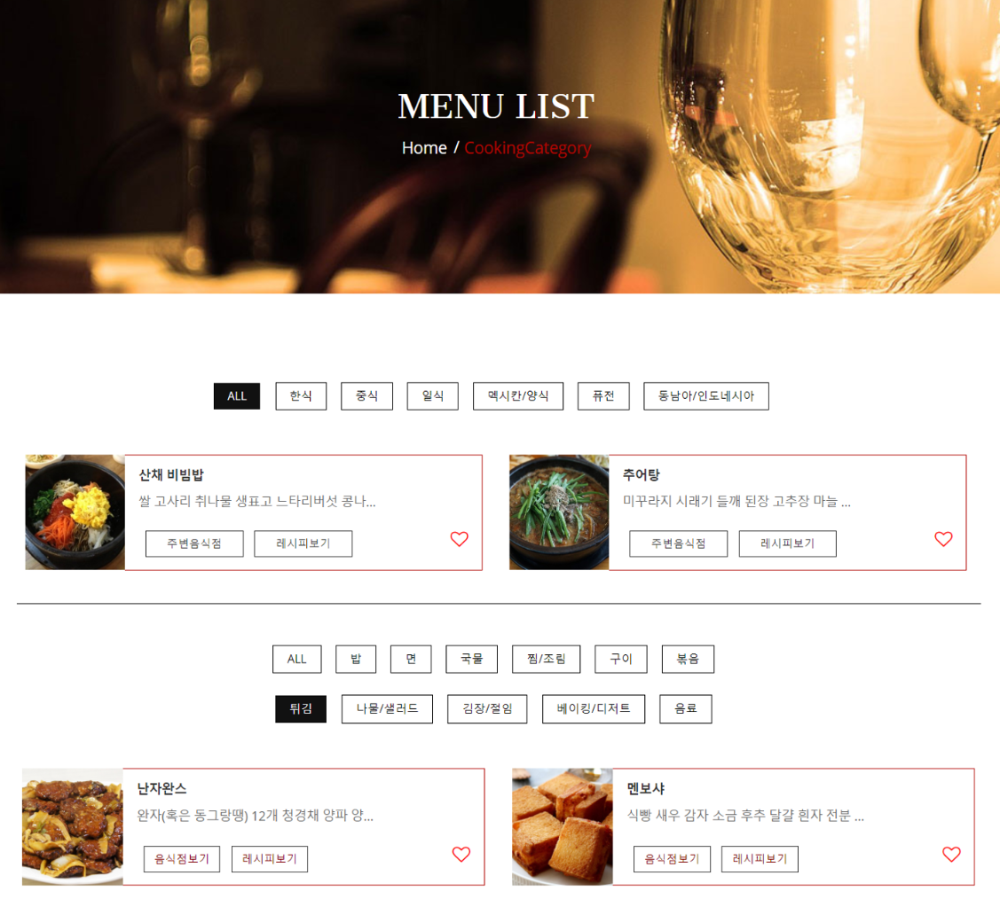 MENU LIST
Home / CookingCategory
ALL 한식 중식 일식 멕시칸/양식 퓨전 동남아/인도네시아
산채 비빔밥
쌀 고사리 취나물 생표고 느타리버섯 콩나...
주변음식점 레시피보기
추어탕
미꾸라지 시래기 들깨 된장 고추장 마늘 ...
주변음식점 레시피보기
ALL 밥 면 국물 찜/조림 구이 볶음
튀김 나물/샐러드 김장/절임 베이킹/디저트 음료
난자완스
완자(혹은 동그랑땡) 12개 청경채 양파 양...
음식점보기 레시피보기
멘보샤
식빵 새우 감자 소금 후추 달걀 흰자 전분 ...
음식점보기 레시피보기